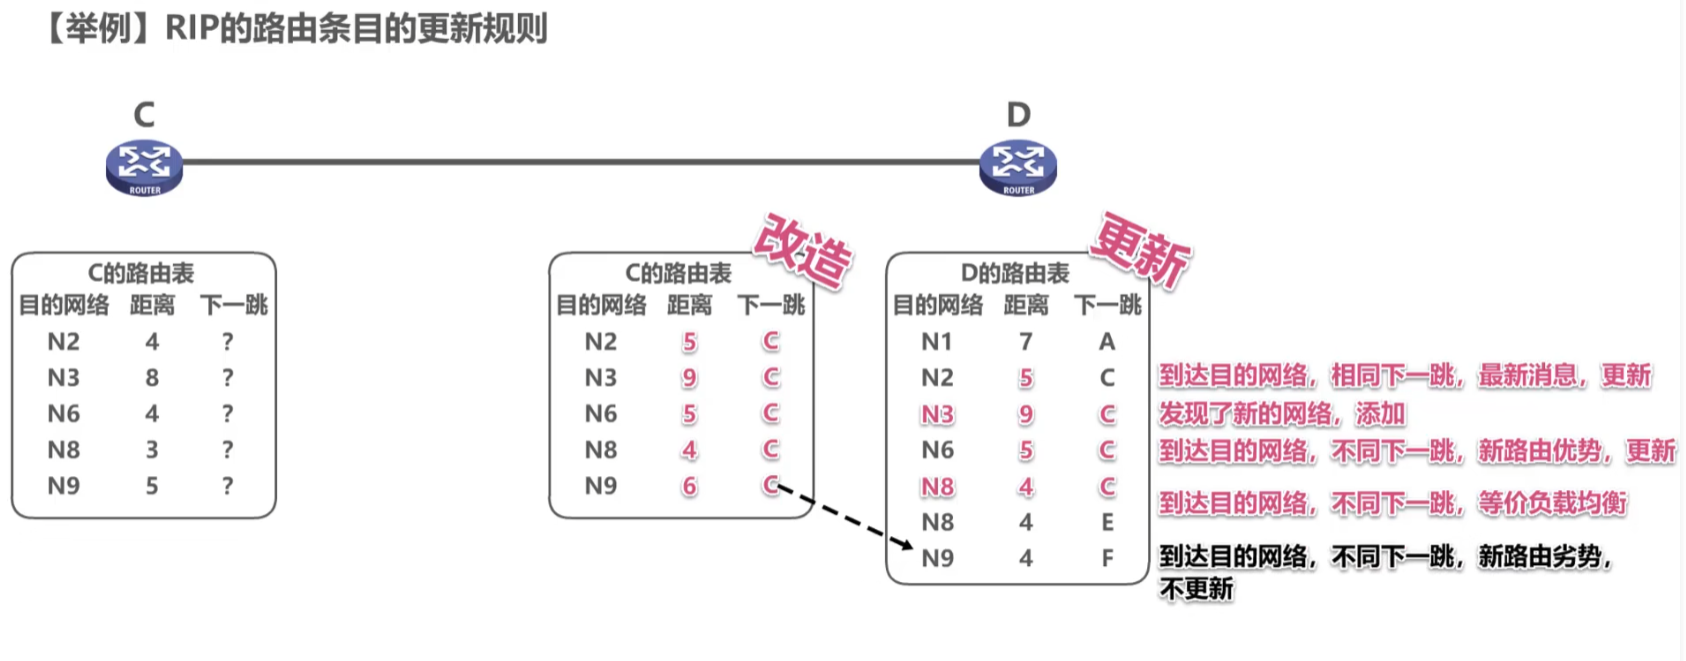 【举例】RIP的路由条目的更新规则
C
D
ROUTER
ROUTER
改造
更新
C的路由表
目的网络 距离 下一跳
N2 4 ?
N3 8 ?
N6 4 ?
N8 3 ?
N9 5 ?
C的路由表
目的网络 距离 下一跳
N2 5 C
N3 9 C
N6 5 C
N8 4 C
N9 6 C
D的路由表
目的网络 距离 下一跳
N1 7 A
N2 5 C
N3 9 C
N6 5 C
N8 4 C
N8 4 E
N9 4 F
到达目的网络，相同下一跳，最新消息，更新
发现了新的网络，添加
到达目的网络，不同下一跳，新路由优势，更新
到达目的网络，不同下一跳，等价负载均衡
到达目的网络，不同下一跳，新路由劣势，
不更新